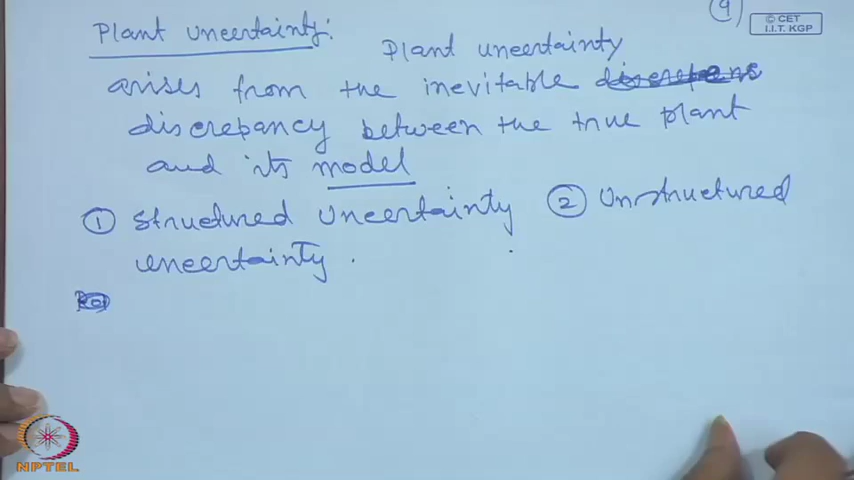 9
© CET
I.I.T. KGP
Plant uncertainty:
Plant uncertainty
arises from the inevitable
discrepancy between the true plant
and its model
① Structured uncertainty ② Unstructured
uncertainty.
NPTEL